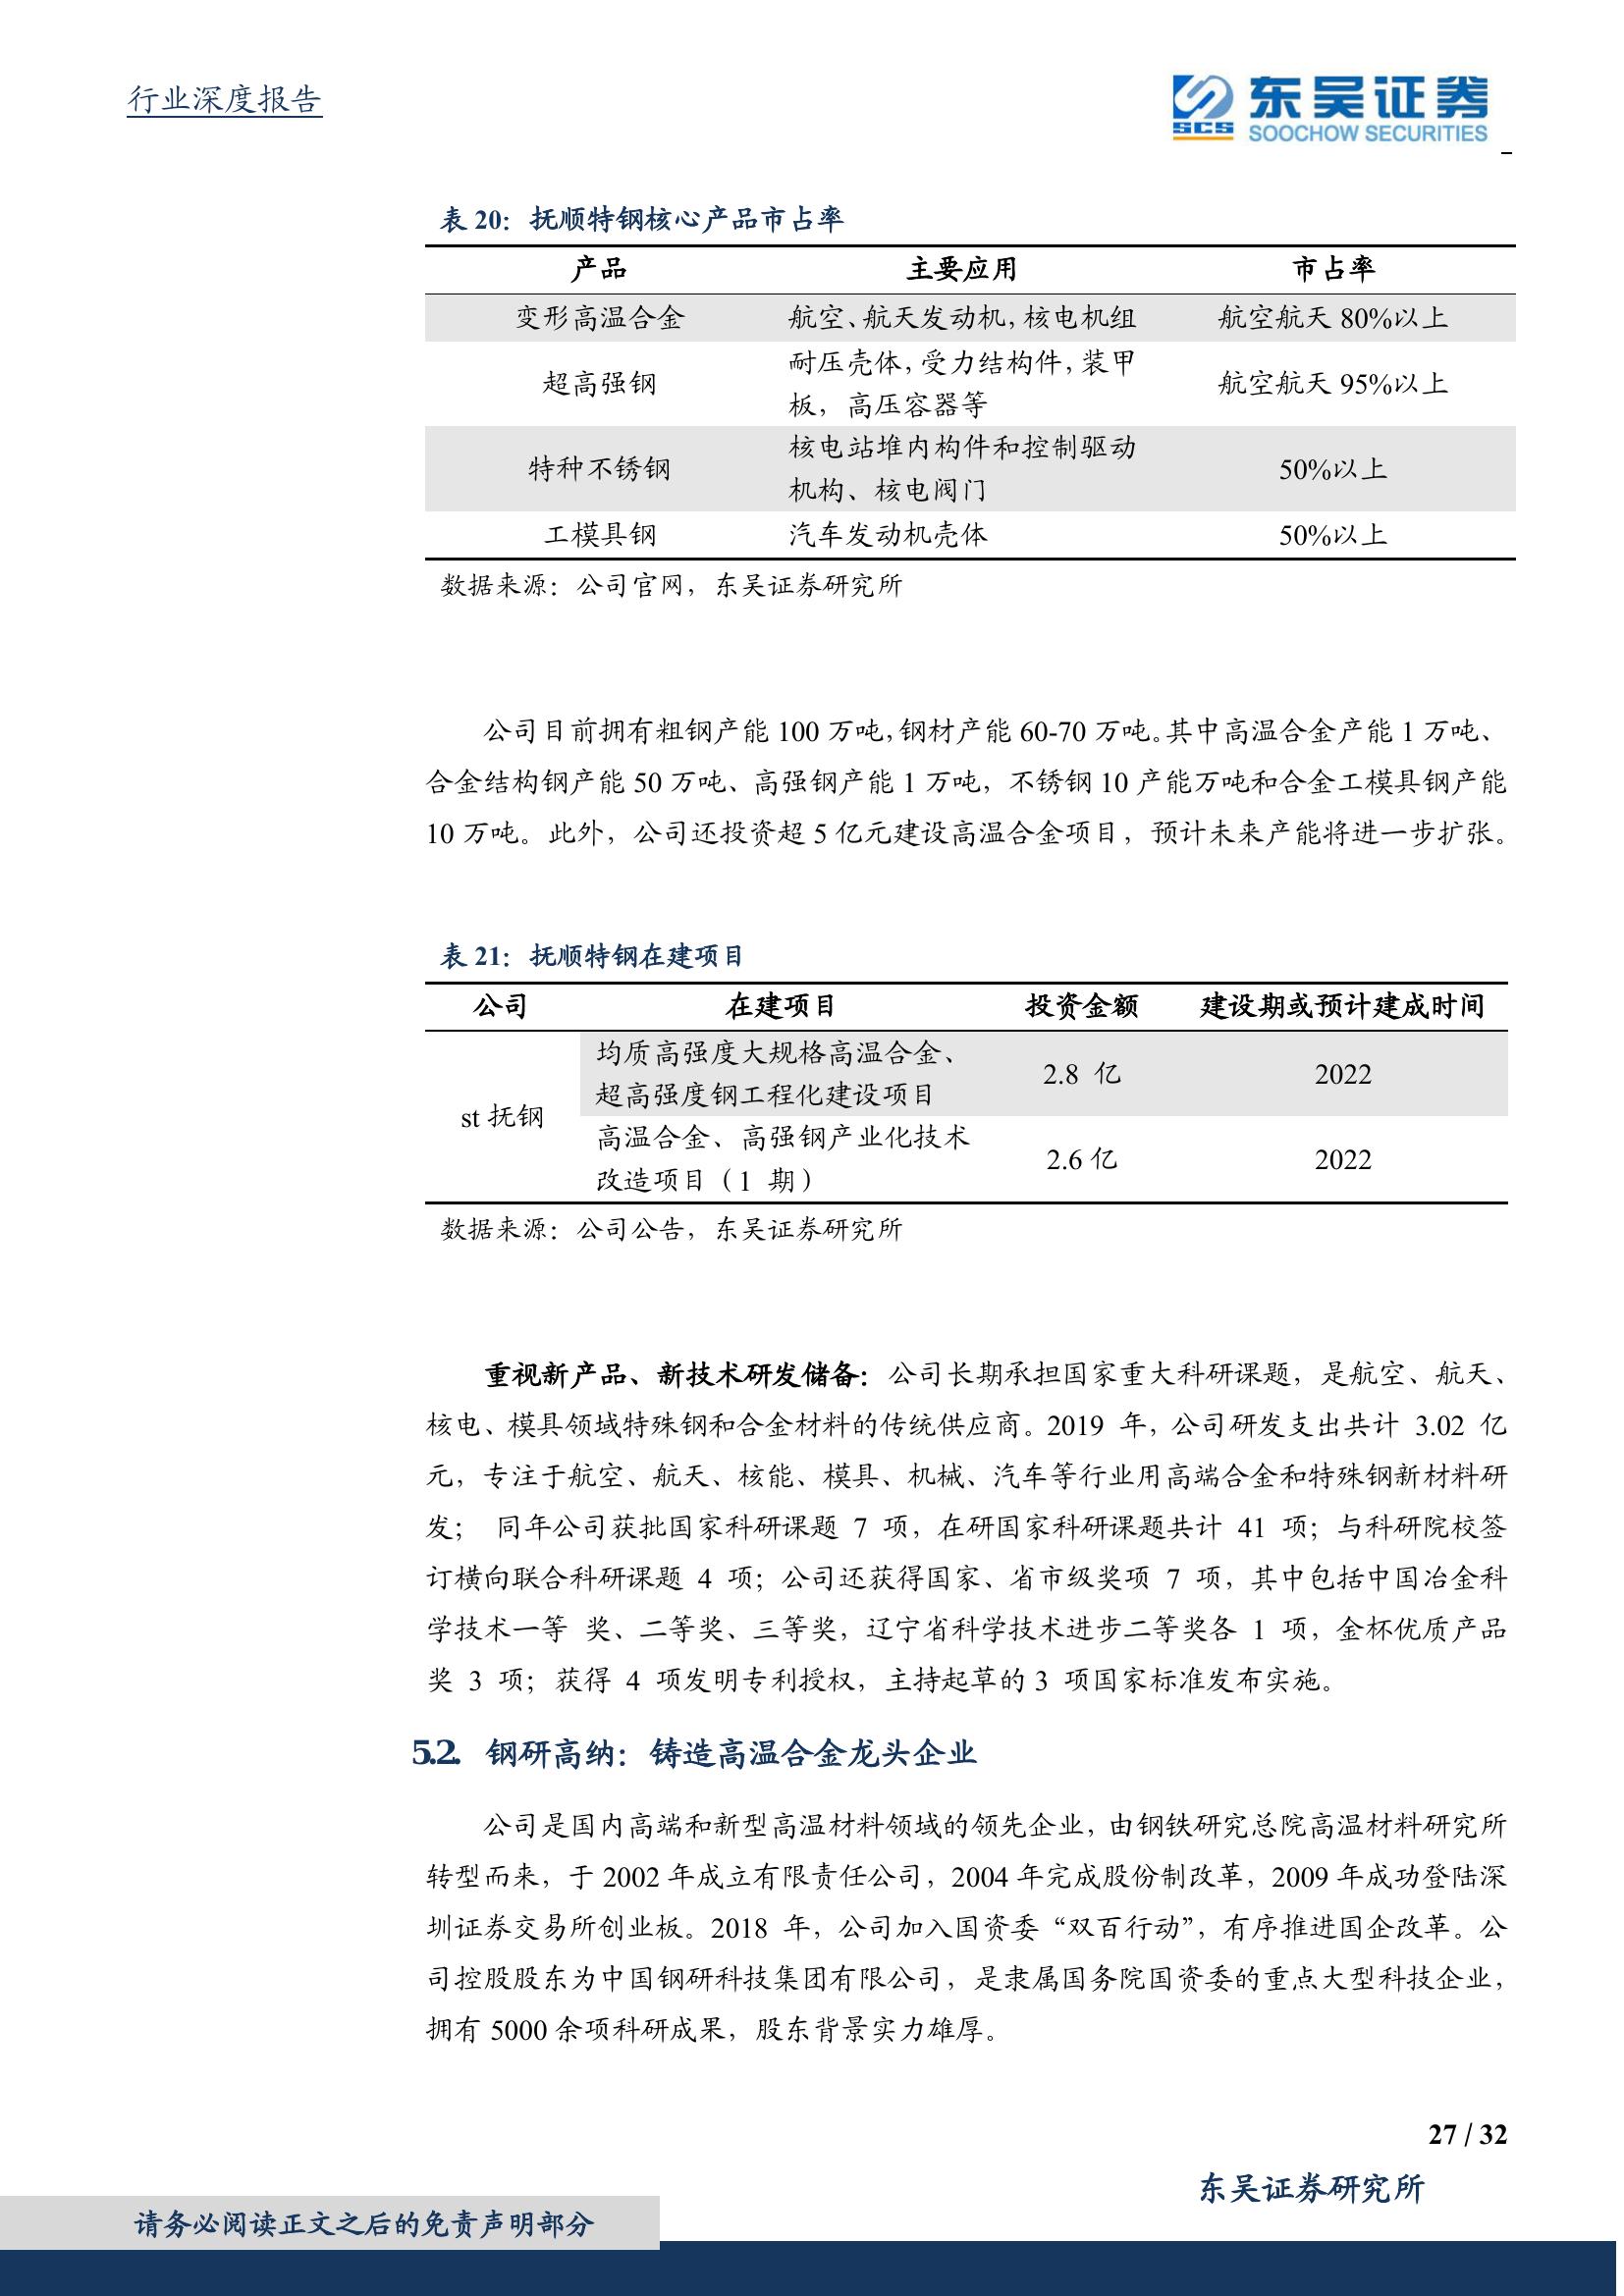 行业深度报告
SCS
东吴证券
SOOCHOW SECURITIES
表 20：抚顺特钢核心产品市占率
产品 主要应用 市占率
变形高温合金 航空、航天发动机，核电机组 航空航天 80%以上
超高强钢 耐压壳体，受力结构件，装甲
板，高压容器等 航空航天 95%以上
特种不锈钢 核电站堆内构件和控制驱动
机构、核电阀门 50%以上
工模具钢 汽车发动机壳体 50%以上
数据来源：公司官网，东吴证券研究所
公司目前拥有粗钢产能 100 万吨，钢材产能 60-70 万吨。其中高温合金产能 1 万吨、
合金结构钢产能 50 万吨、高强钢产能 1 万吨，不锈钢 10 产能万吨和合金工模具钢产能
10 万吨。此外，公司还投资超 5 亿元建设高温合金项目，预计未来产能将进一步扩张。
表 21：抚顺特钢在建项目
公司 在建项目 投资金额 建设期或预计建成时间
st 抚钢
均质高强度大规格高温合金、
超高强度钢工程化建设项目 2.8 亿 2022
高温合金、高强钢产业化技术
改造项目（1 期） 2.6 亿 2022
数据来源：公司公告，东吴证券研究所
重视新产品、新技术研发储备：公司长期承担国家重大科研课题，是航空、航天、
核电、模具领域特殊钢和合金材料的传统供应商。2019 年，公司研发支出共计 3.02 亿
元，专注于航空、航天、核能、模具、机械、汽车等行业用高端合金和特殊钢新材料研
发； 同年公司获批国家科研课题 7 项，在研国家科研课题共计 41 项；与科研院校签
订横向联合科研课题 4 项；公司还获得国家、省市级奖项 7 项，其中包括中国冶金科
学技术一等 奖、二等奖、三等奖，辽宁省科学技术进步二等奖各 1 项，金杯优质产品
奖 3 项；获得 4 项发明专利授权，主持起草的 3 项国家标准发布实施。
5.2. 钢研高纳：铸造高温合金龙头企业
公司是国内高端和新型高温材料领域的领先企业，由钢铁研究总院高温材料研究所
转型而来，于 2002 年成立有限责任公司，2004 年完成股份制改革，2009 年成功登陆深
圳证券交易所创业板。2018 年，公司加入国资委“双百行动”，有序推进国企改革。公
司控股股东为中国钢研科技集团有限公司，是隶属国务院国资委的重点大型科技企业，
拥有 5000 余项科研成果，股东背景实力雄厚。
27 / 32
东吴证券研究所
请务必阅读正文之后的免责声明部分